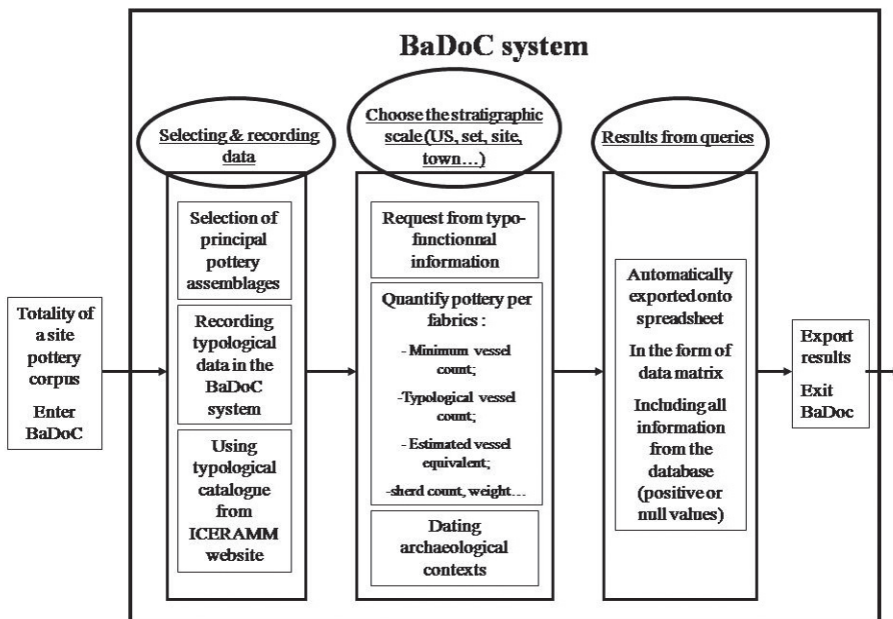 BaDoC system
Totality of
a site
pottery
corpus
Enter
BaDoC
Selecting & recording
data
Selection of
principal
pottery
assemblages
Recording
typological
data in the
BaDoC
system
Using
typological
catalogue
from
ICERAMM
website
Choose the stratigraphic
scale (US, set, site,
town…)
Request from typo-
functionnal
information
Quantify pottery per
fabrics :
- Minimum vessel
count;
-Typological vessel
count;
- Estimated vessel
equivalent;
-sherd count, weight…
Dating
archaeological
contexts
Results from queries
Automatically
exported onto
spreadsheet
In the form of
data matrix
Including all
information
from the
database
(positive or
null values)
Export
results
Exit
BaDoc